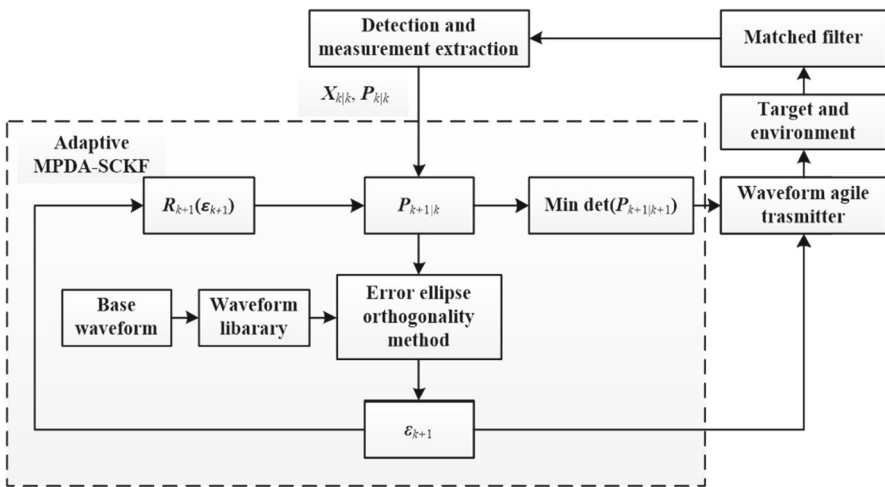 Detection and
measurement extraction
Matched filter
X_{k|k}, P_{k|k}
Target and
environment
Adaptive
MPDA-SCKF
R_{k+1}(ε_{k+1})
P_{k+1|k}
Min det(P_{k+1|k+1})
Waveform agile
trasmitter
Base
waveform
Waveform
libarary
Error ellipse
orthogonality
method
ε_{k+1}